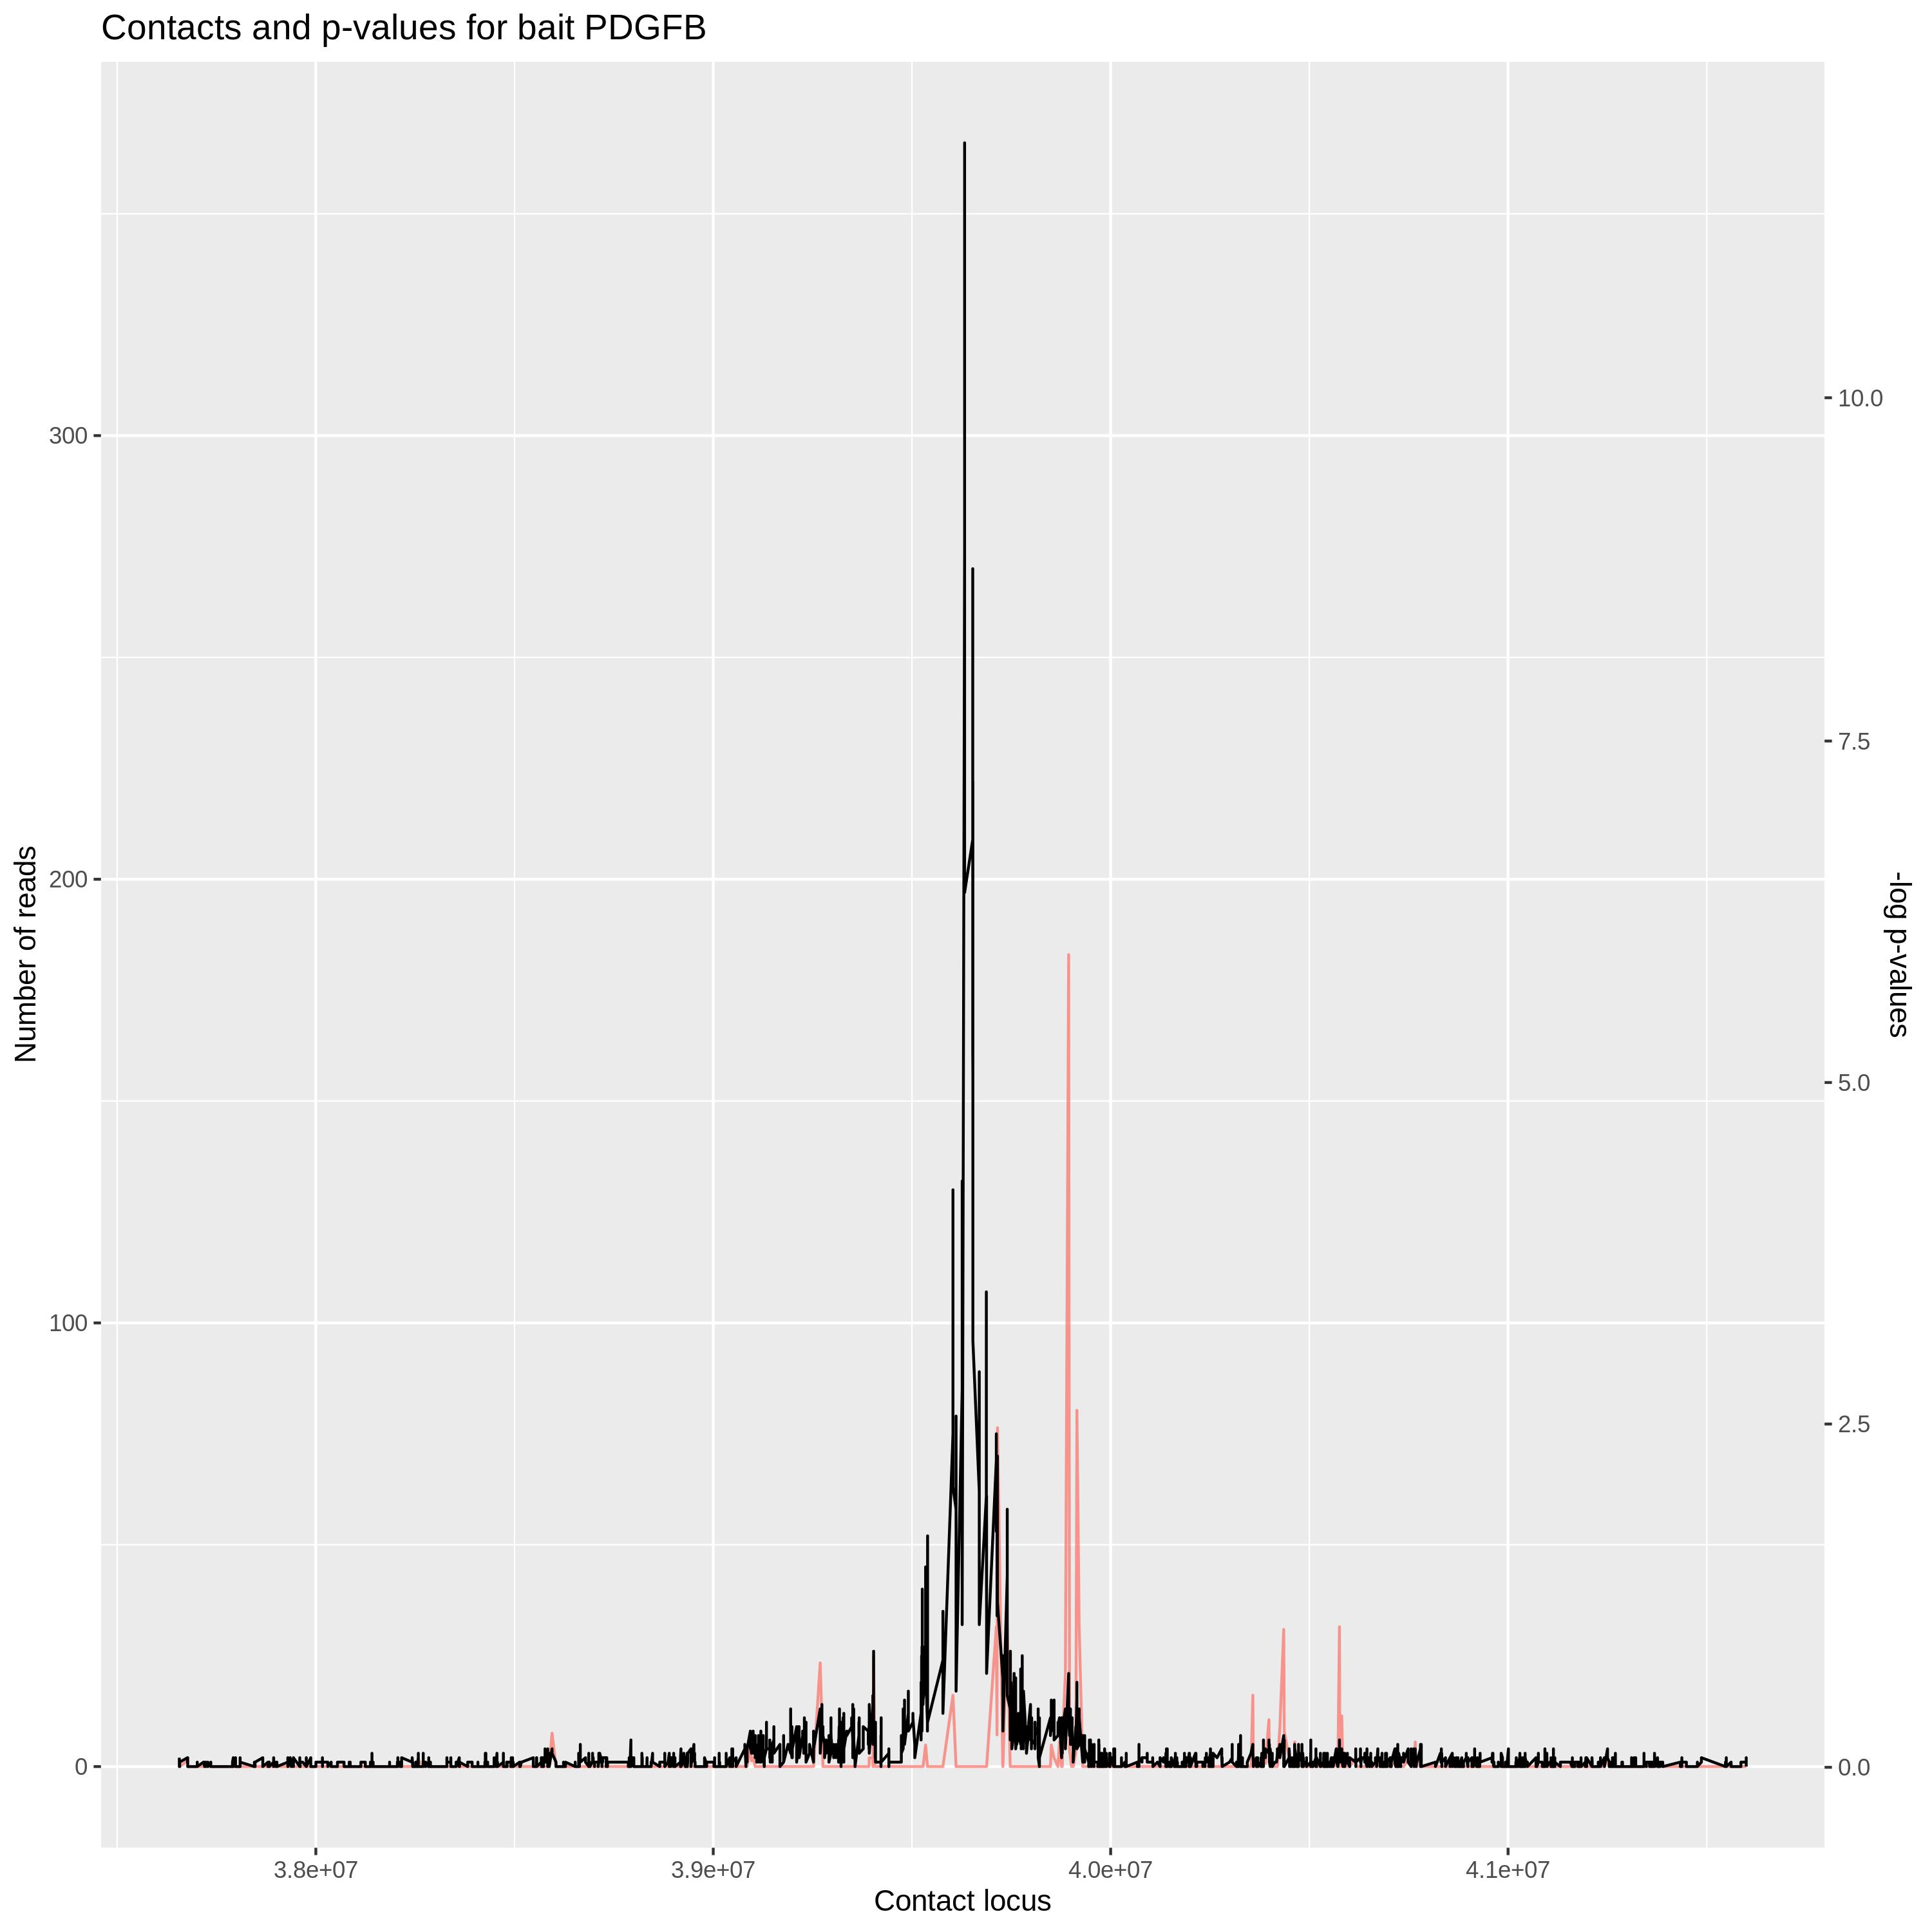 Contacts and p-values for bait PDGFB
Number of reads
300
200
100
0
10.0
7.5
5.0
2.5
0.0
-log p-values
3.8e+07
3.9e+07
4.0e+07
4.1e+07
Contact locus